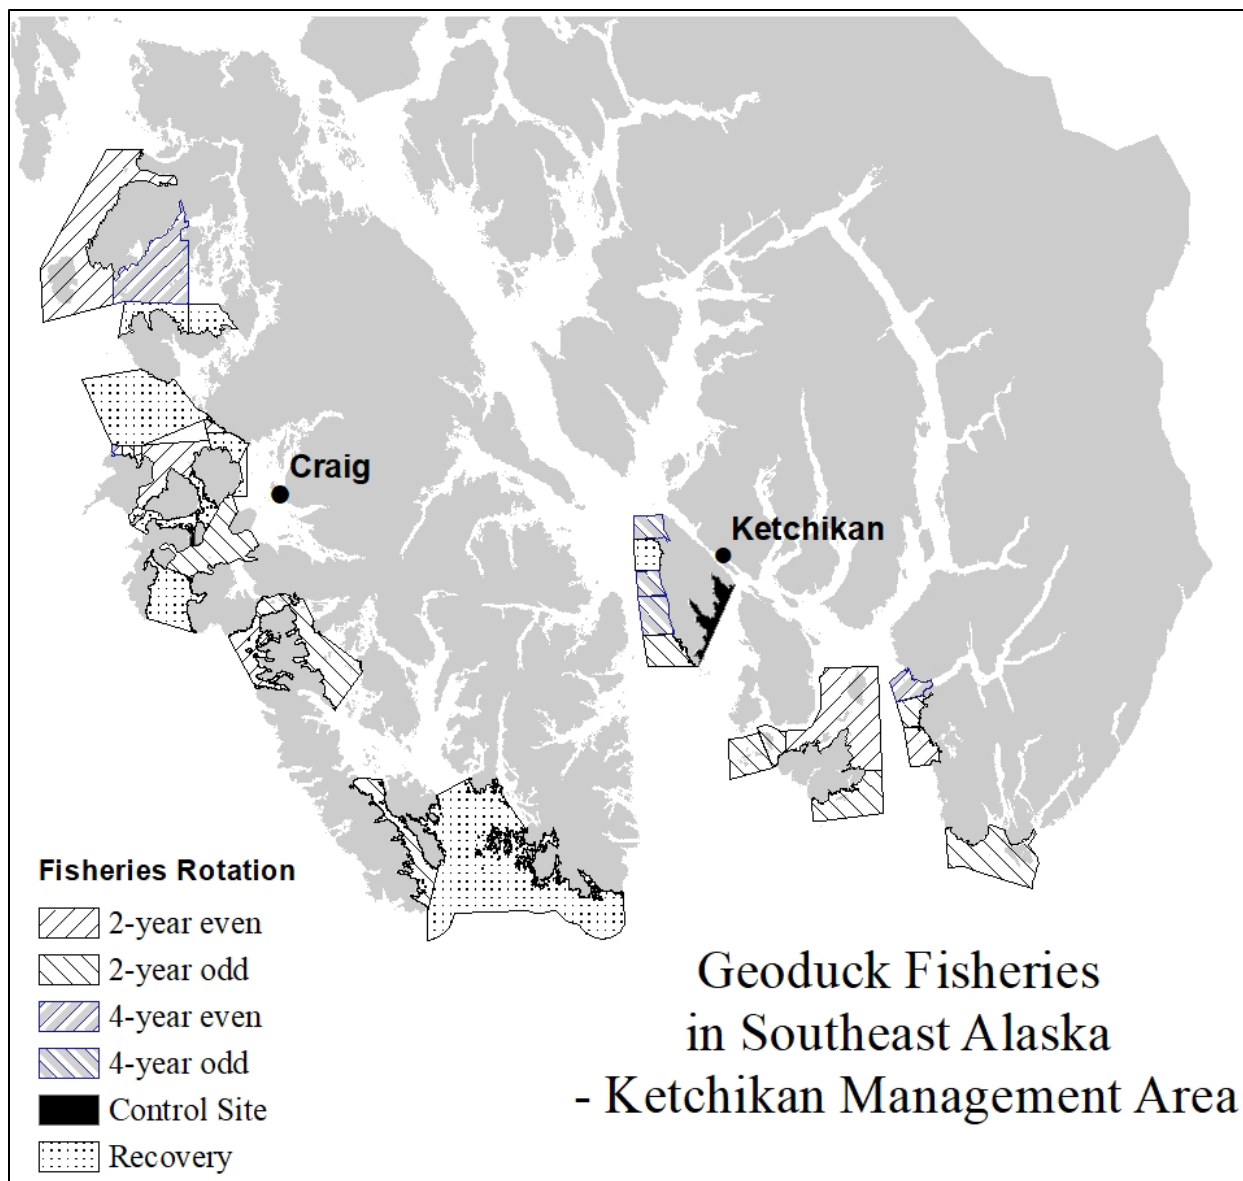 Craig
Ketchikan
Fisheries Rotation
2-year even
2-year odd
4-year even
4-year odd
Control Site
Recovery
Geoduck Fisheries
in Southeast Alaska
- Ketchikan Management Area